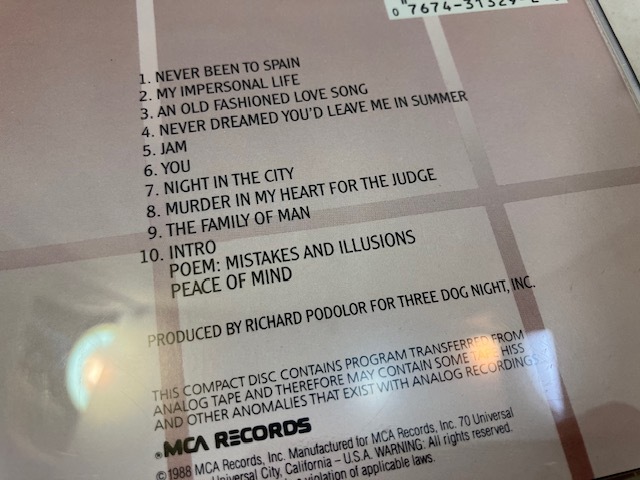 0 "7674-31329-2
1. NEVER BEEN TO SPAIN
2. MY IMPERSONAL LIFE
3. AN OLD FASHIONED LOVE SONG
4. NEVER DREAMED YOU'D LEAVE ME IN SUMMER
5. JAM
6. YOU
7. NIGHT IN THE CITY
8. MURDER IN MY HEART FOR THE JUDGE
9. THE FAMILY OF MAN
10. INTRO
POEM: MISTAKES AND ILLUSIONS
PEACE OF MIND
PRODUCED BY RICHARD PODOLOR FOR THREE DOG NIGHT, INC.
THIS COMPACT DISC CONTAINS PROGRAM TRANSFERRED FROM
ANALOG TAPE AND THEREFORE MAY CONTAIN SOME HISS
AND OTHER ANOMALIES THAT EXIST WITH ANALOG RECORDINGS.
MCA RECORDS
©1988 MCA Records, Inc. Manufactured for MCA Records, Inc. 70 Universal
Universal City, California – U.S.A. WARNING: All rights reserved.
violation of applicable laws.